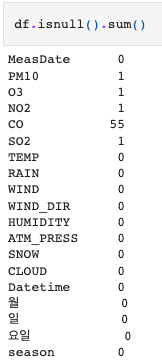 df.isnull().sum()
MeasDate 0
PM10 1
O3 1
NO2 1
CO 55
SO2 1
TEMP 0
RAIN 0
WIND 0
WIND_DIR 0
HUMIDITY 0
ATM_PRESS 0
SNOW 0
CLOUD 0
Datetime 0
월 0
일 0
요일 0
season 0